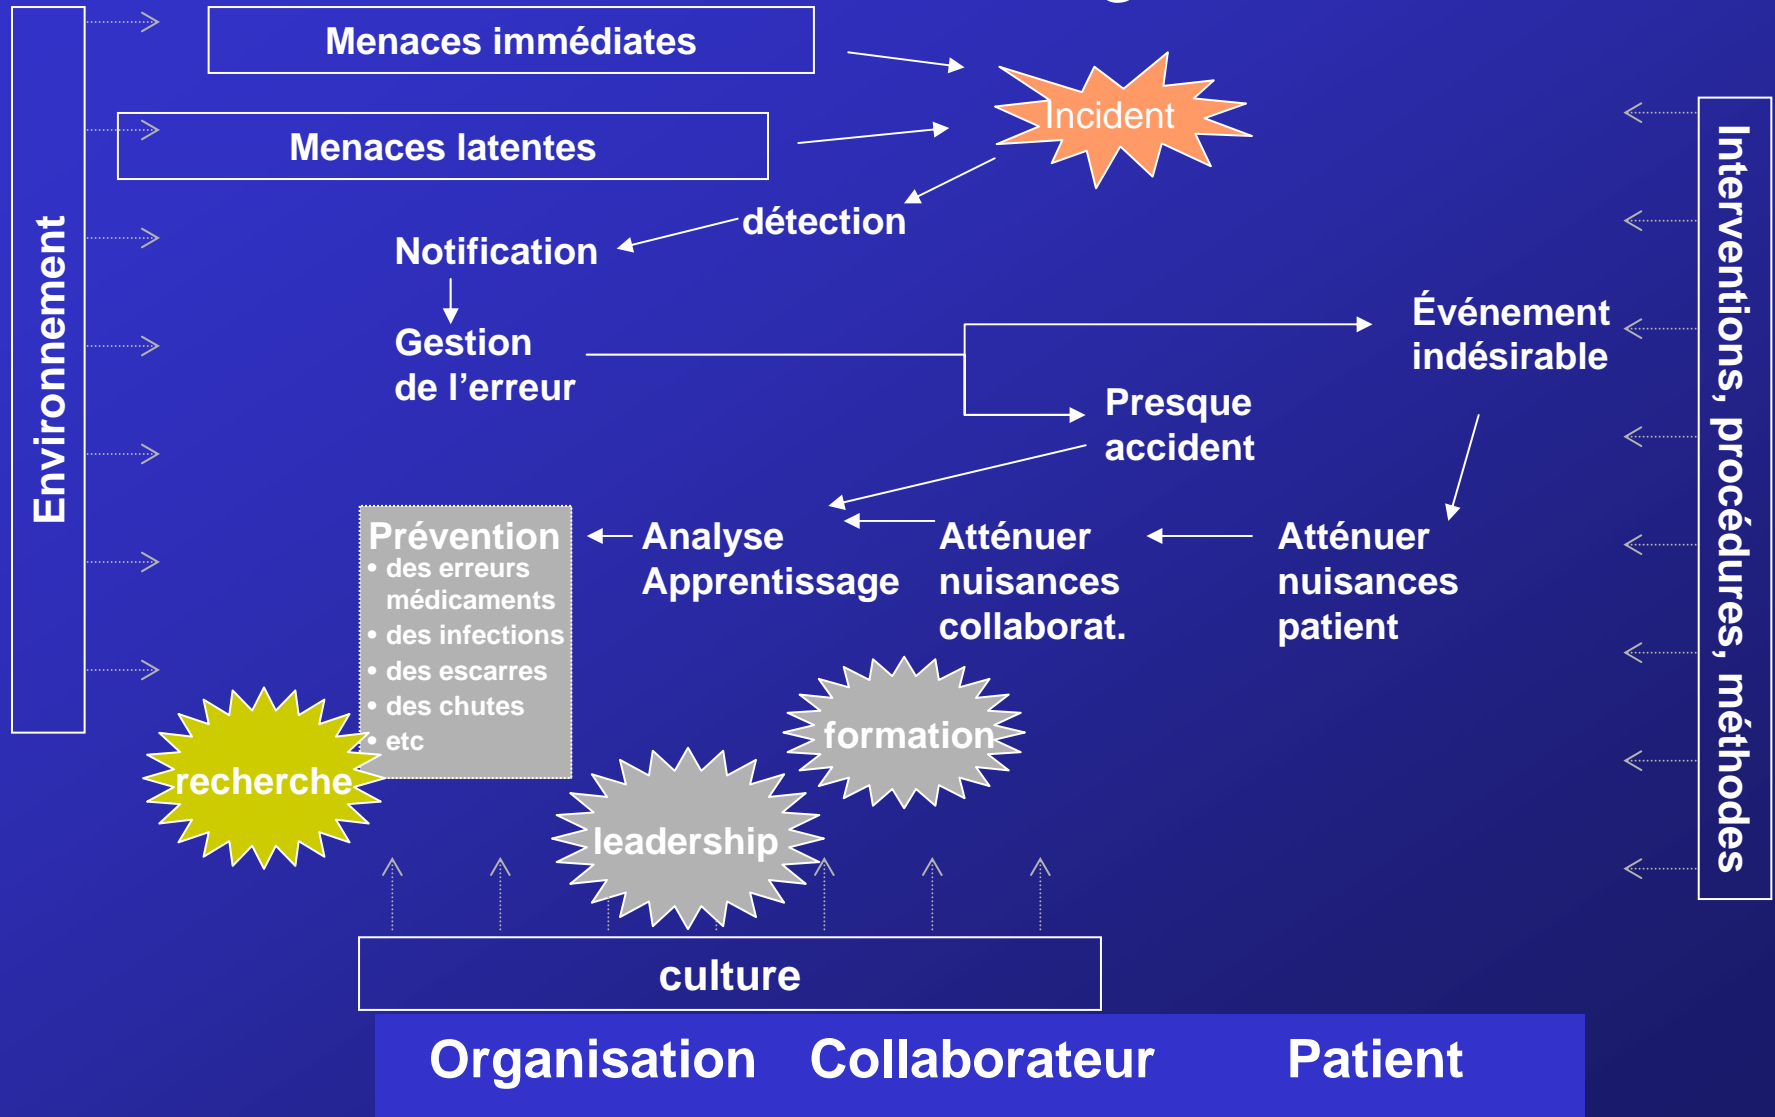 Menaces immédiates
Incident
Menaces latentes
détection
Notification
Environnement
Interventions, procédures, méthodes
Événement
indésirable
Gestion
de l’erreur
Presque
accident
Prévention
• des erreurs
médicaments
• des infections
• des escarres
• des chutes
• etc
Analyse
Apprentissage
Atténuer
nuisances
collaborat.
Atténuer
nuisances
patient
formation
recherche
leadership
culture
Organisation Collaborateur Patient